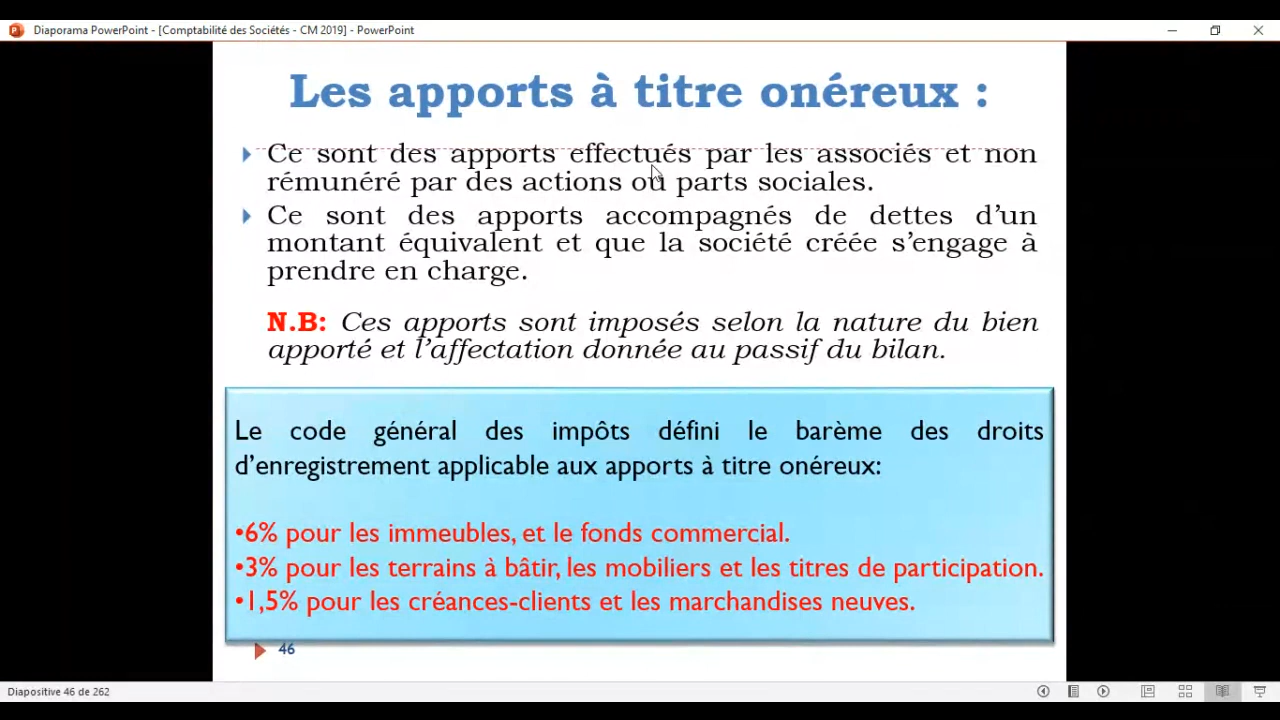 Diaporama PowerPoint - [Comptabilité des Sociétés - CM 2019] - PowerPoint
Les apports à titre onéreux :
Ce sont des apports effectués par les associés et non
rémunéré par des actions ou parts sociales.
Ce sont des apports accompagnés de dettes d’un
montant équivalent et que la société créée s’engage à
prendre en charge.
N.B: Ces apports sont imposés selon la nature du bien
apporté et l’affectation donnée au passif du bilan.
Le code général des impôts défini le barème des droits
d’enregistrement applicable aux apports à titre onéreux:
•6% pour les immeubles, et le fonds commercial.
•3% pour les terrains à bâtir, les mobiliers et les titres de participation.
•1,5% pour les créances-clients et les marchandises neuves.
46
Diapositive 46 de 262